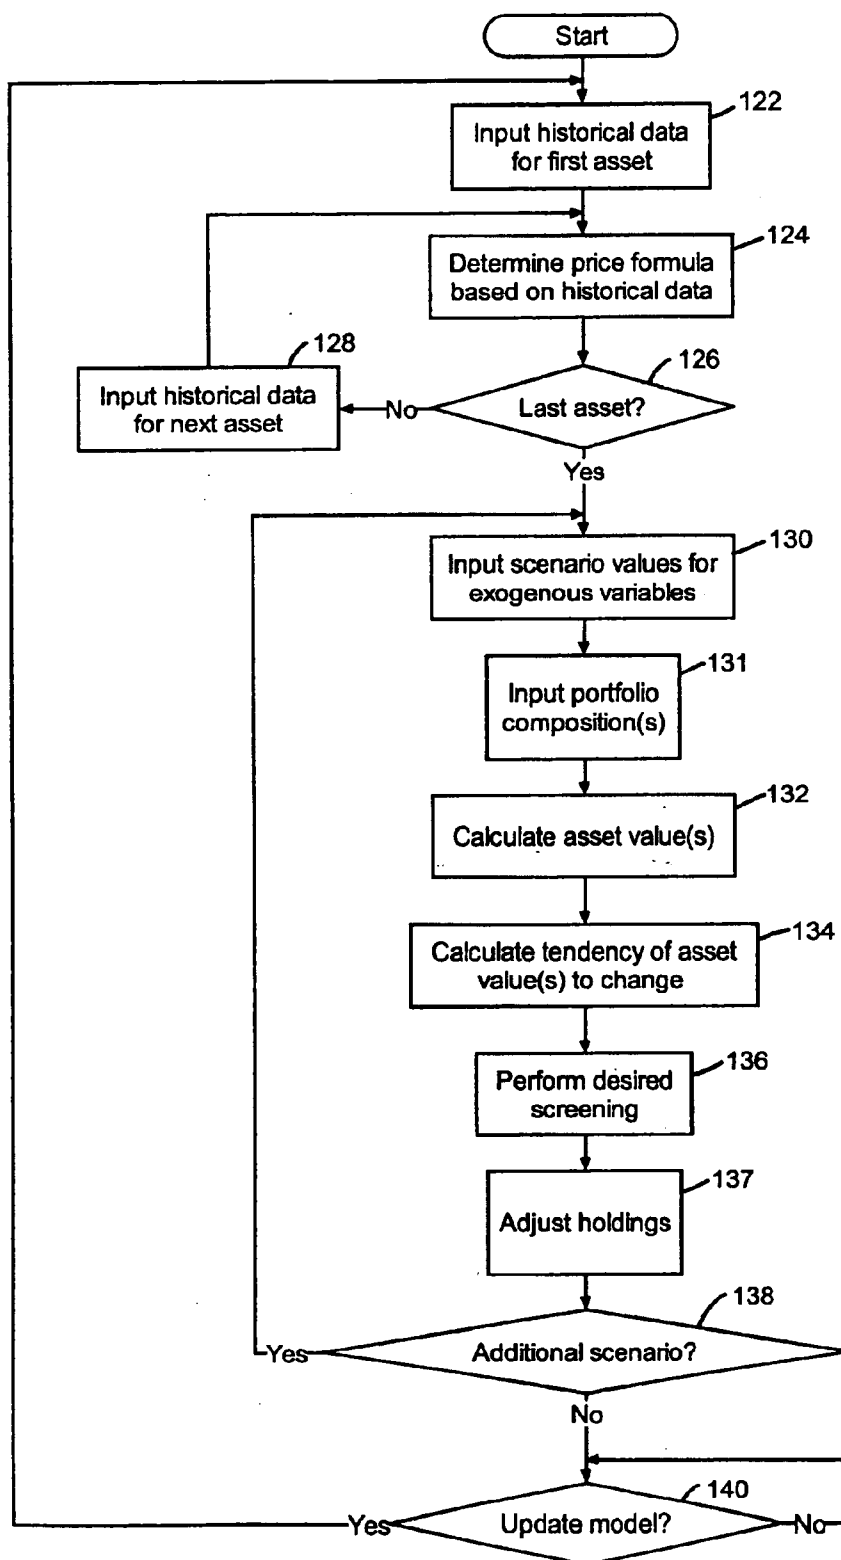 Start
122
Input historical data
for first asset
124
Determine price formula
based on historical data
128
126
Input historical data
for next asset
No
Last asset?
Yes
130
Input scenario values for
exogenous variables
131
Input portfolio
composition(s)
132
Calculate asset value(s)
134
Calculate tendency of asset
value(s) to change
136
Perform desired
screening
137
Adjust holdings
138
Yes
Additional scenario?
No
140
Yes
Update model?
No